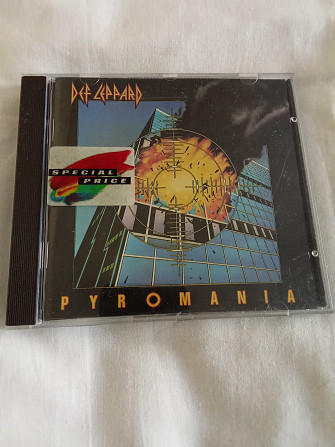 DEF LEPPARD
SPECIAL
PRICE
PYROMANIA